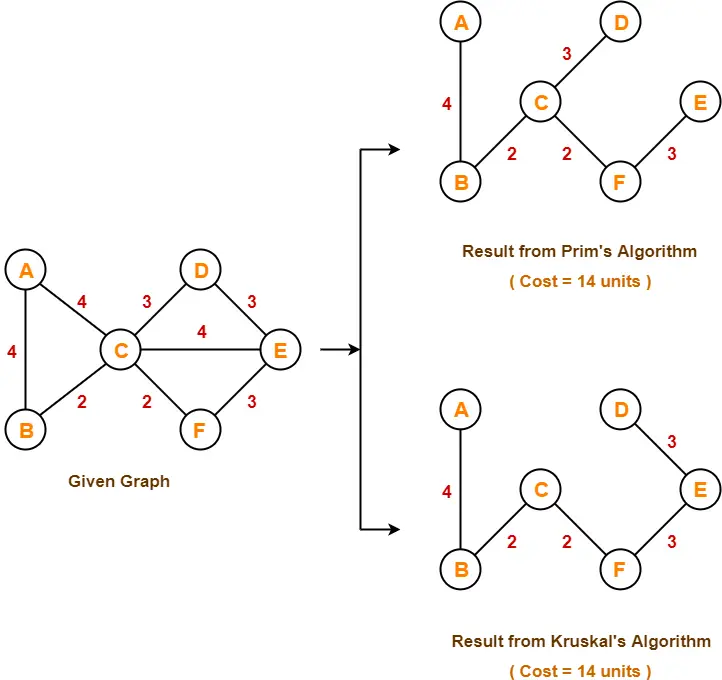 A
D
3
C
E
4
2
2
3
B
F
Result from Prim's Algorithm
( Cost = 14 units )
A
D
4
3
3
4
4
C
E
2
2
3
B
F
Given Graph
A
D
3
C
E
4
2
2
3
B
F
Result from Kruskal's Algorithm
( Cost = 14 units )